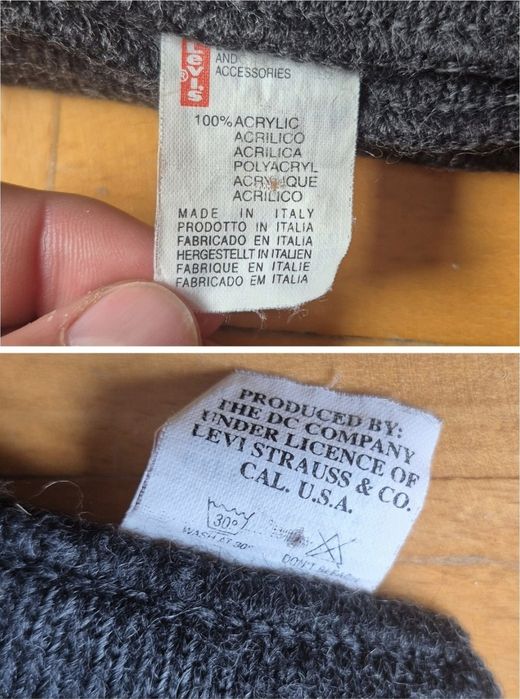 Levi's ®
AND
ACCESSORIES
100% ACRYLIC
ACRILICO
ACRILICA
POLYACRYL
ACRYLIQUE
ACRILICO
MADE IN ITALY
PRODOTTO IN ITALIA
FABRICADO EN ITALIA
HERGESTELLT IN ITALIEN
FABRIQUE EN ITALIE
FABRICADO EM ITALIA
PRODUCED BY:
THE DC COMPANY
UNDER LICENCE OF
LEVI STRAUSS & CO.
CAL. U.S.A.
30°
WASH AT 30° DON'T